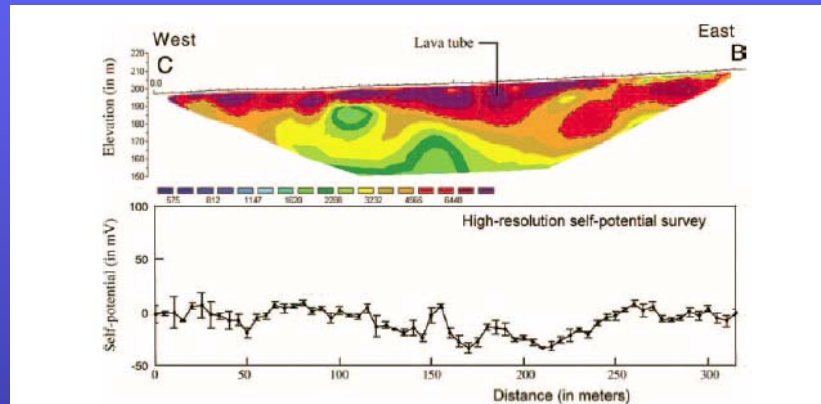 West
East
C
B
Lava tube
Elevation (in m)
220
210
200
190
180
170
160
150
0.0
575 812 1147 1620 2288 3232 4566 6448
High-resolution self-potential survey
Self-potential (in mV)
100
50
0
-50
0 50 100 150 200 250 300
Distance (in meters)